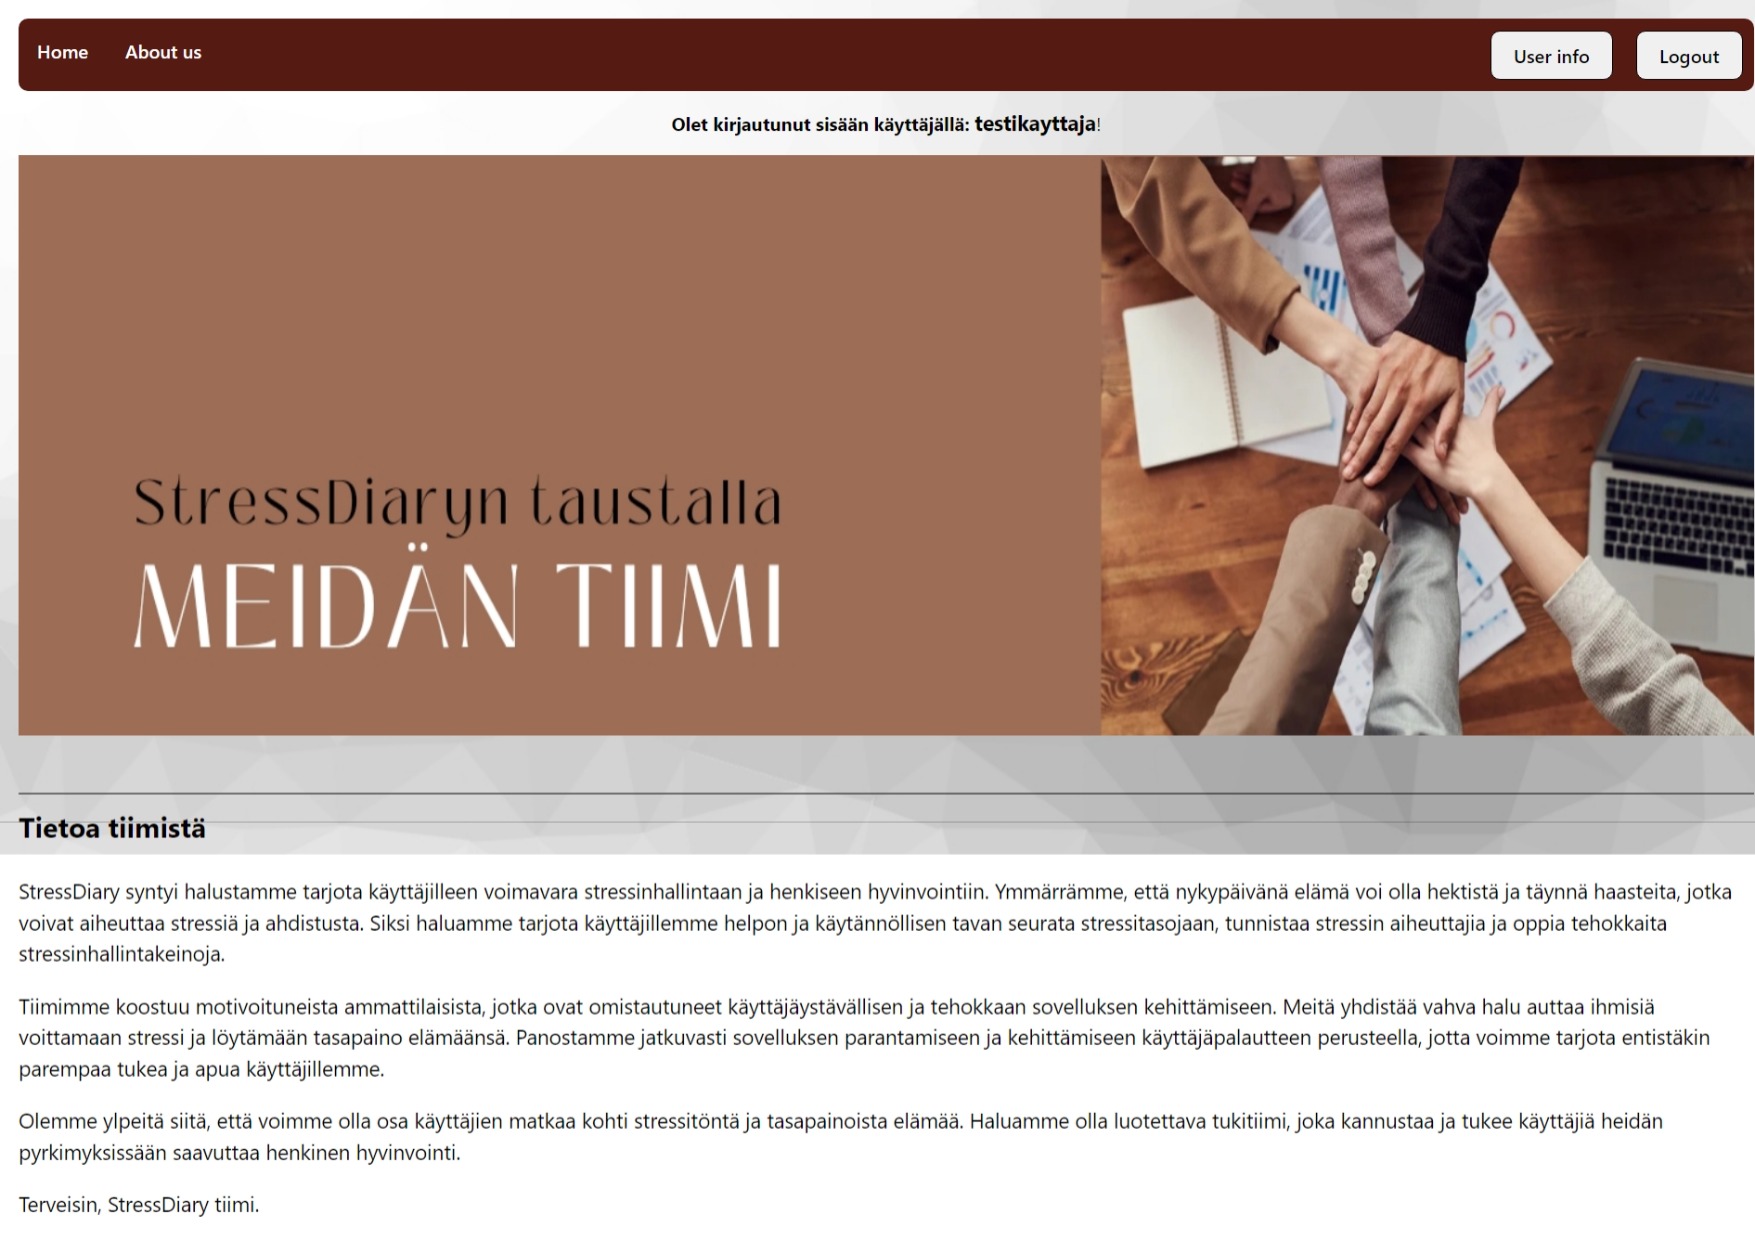 Home About us User info Logout
Olet kirjautunut sisään käyttäjällä: testikayttaja!
StressDiaryn taustalla
MEIDÄN TIIMI
Tietoa tiimistä
StressDiary syntyi halustamme tarjota käyttäjilleen voimavara stressinhallintaan ja henkiseen hyvinvointiin. Ymmärrämme, että nykypäivänä elämä voi olla hektistä ja täynnä haasteita, jotka
voivat aiheuttaa stressiä ja ahdistusta. Siksi haluamme tarjota käyttäjillemme helpon ja käytännöllisen tavan seurata stressitasojaan, tunnistaa stressin aiheuttajia ja oppia tehokkaita
stressinhallintakeinoja.
Tiimimme koostuu motivoituneista ammattilaisista, jotka ovat omistautuneet käyttäjäystävällisen ja tehokkaan sovelluksen kehittämiseen. Meitä yhdistää vahva halu auttaa ihmisiä
voittamaan stressi ja löytämään tasapaino elämäänsä. Panostamme jatkuvasti sovelluksen parantamiseen ja kehittämiseen käyttäjäpalautteen perusteella, jotta voimme tarjota entistäkin
parempaa tukea ja apua käyttäjillemme.
Olemme ylpeitä siitä, että voimme olla osa käyttäjien matkaa kohti stressitöntä ja tasapainoista elämää. Haluamme olla luotettava tukitiimi, joka kannustaa ja tukee käyttäjiä heidän
pyrkimyksissään saavuttaa henkinen hyvinvointi.
Terveisin, StressDiary tiimi.